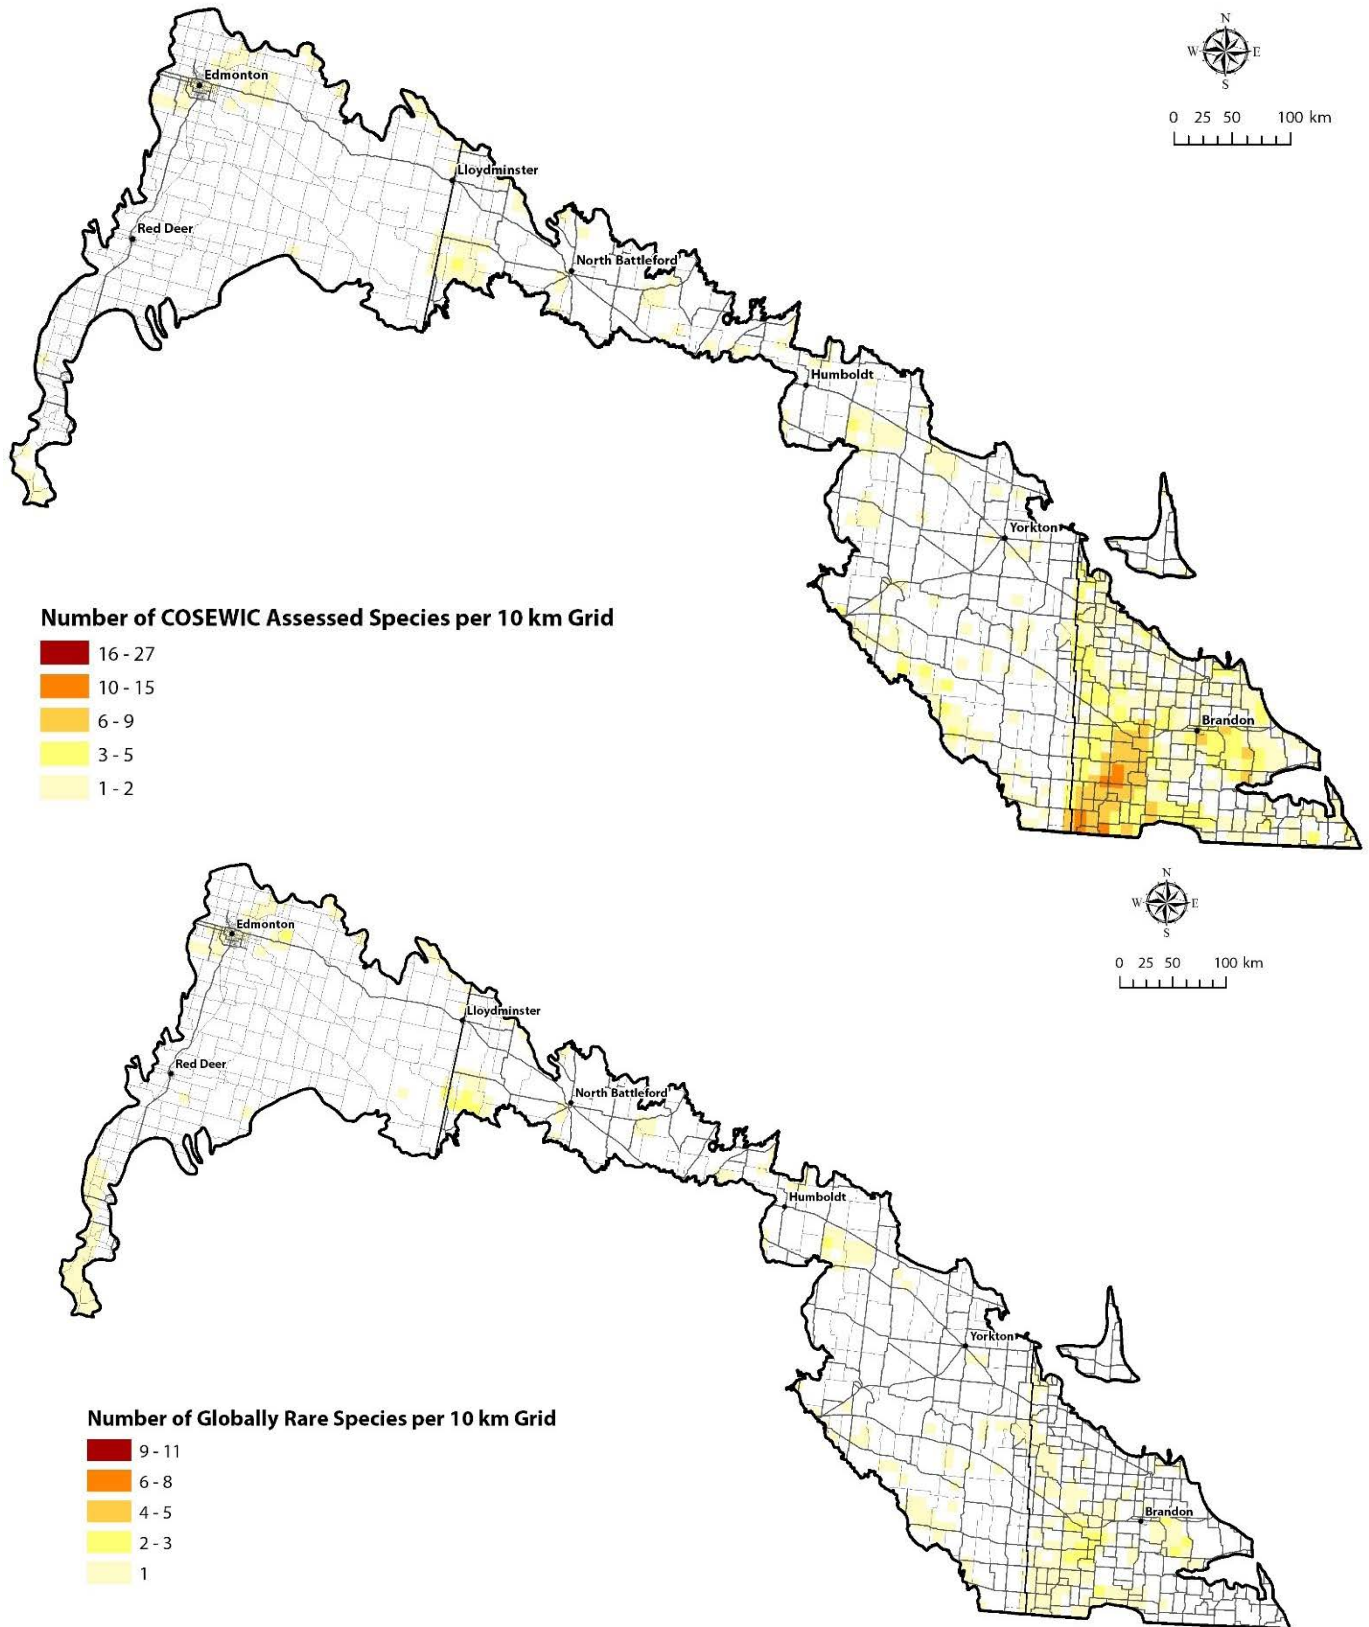 N
W E
S
0 25 50 100 km
Edmonton
Lloydminster
Red Deer
North Battleford
Humboldt
Yorkton
Brandon
Number of COSEWIC Assessed Species per 10 km Grid
16 - 27
10 - 15
6 - 9
3 - 5
1 - 2
N
W E
S
0 25 50 100 km
Edmonton
Lloydminster
Red Deer
North Battleford
Humboldt
Yorkton
Brandon
Number of Globally Rare Species per 10 km Grid
9 - 11
6 - 8
4 - 5
2 - 3
1